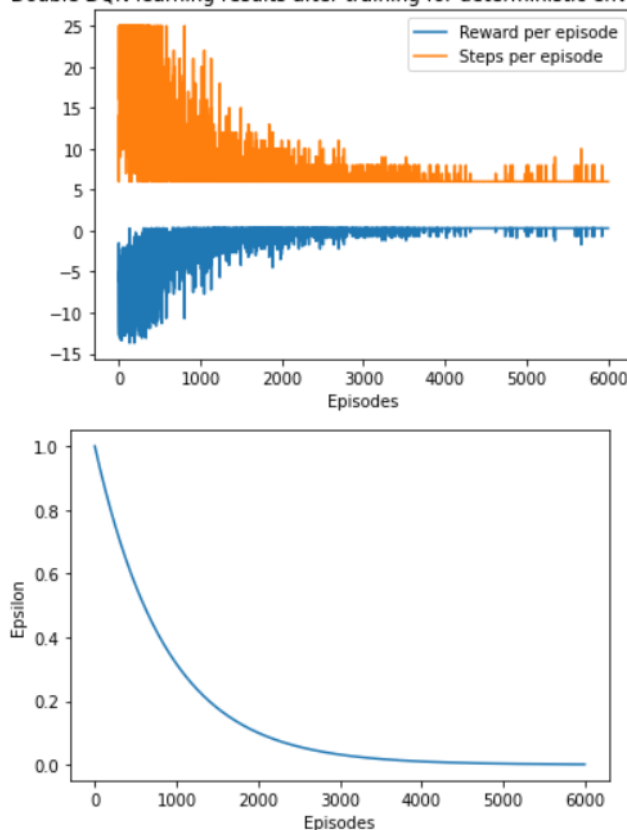 Double DQN learning results after training for deterministic
25
Reward per episode
Steps per episode
20
15
10
5
0
−5
−10
−15
0 1000 2000 3000 4000 5000 6000
Episodes
1.0
0.8
0.6
Epsilon
0.4
0.2
0.0
0 1000 2000 3000 4000 5000 6000
Episodes